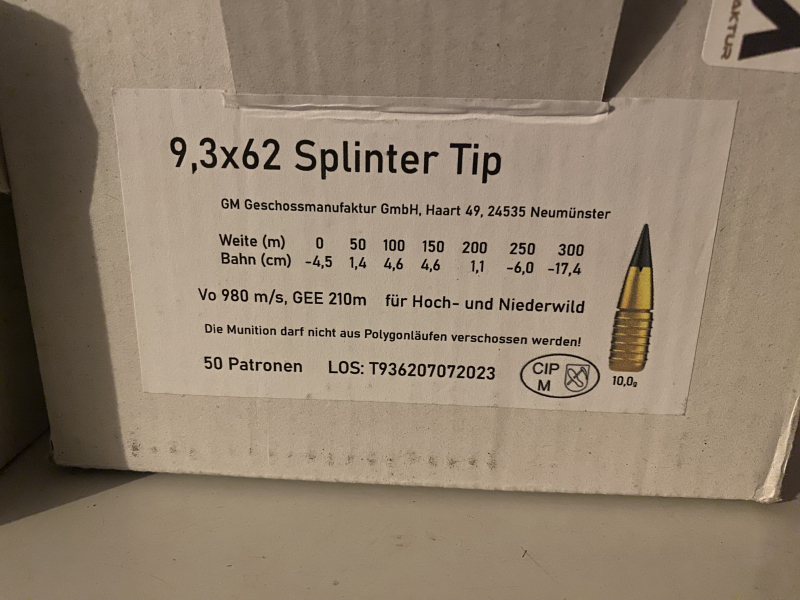 AKTUR
9,3x62 Splinter Tip
GM Geschossmanufaktur GmbH, Haart 49, 24535 Neumünster
Weite (m) 0 50 100 150 200 250 300
Bahn (cm) -4,5 1,4 4,6 4,6 1,1 -6,0 -17,4
Vo 980 m/s, GEE 210m für Hoch- und Niederwild
Die Munition darf nicht aus Polygonläufen verschossen werden!
50 Patronen LOS: T936207072023
CIP
M
10,0g